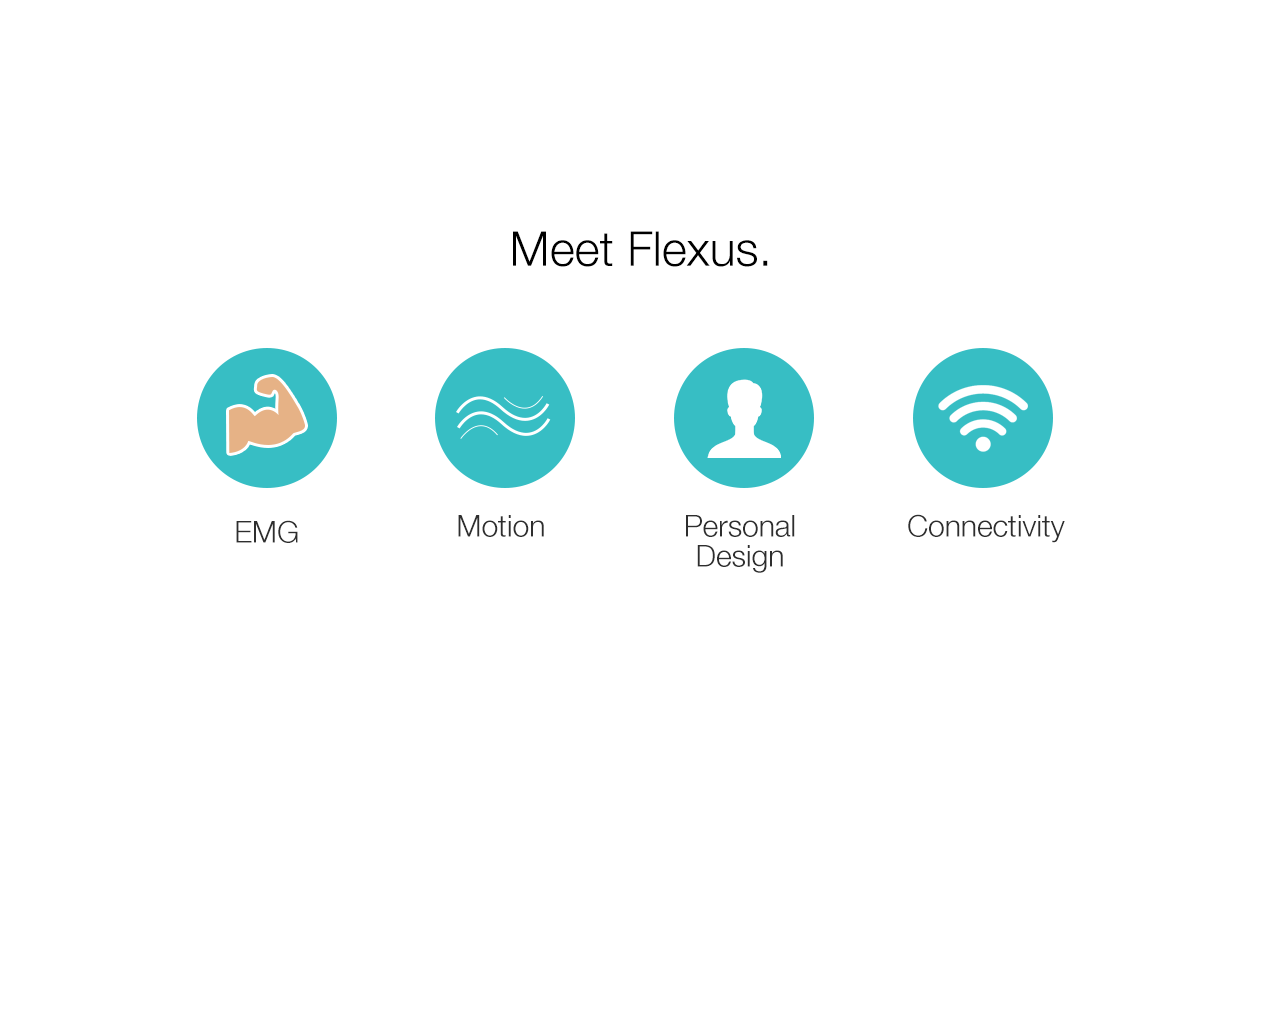 Meet Flexus.
EMG
Motion
Personal
Design
Connectivity